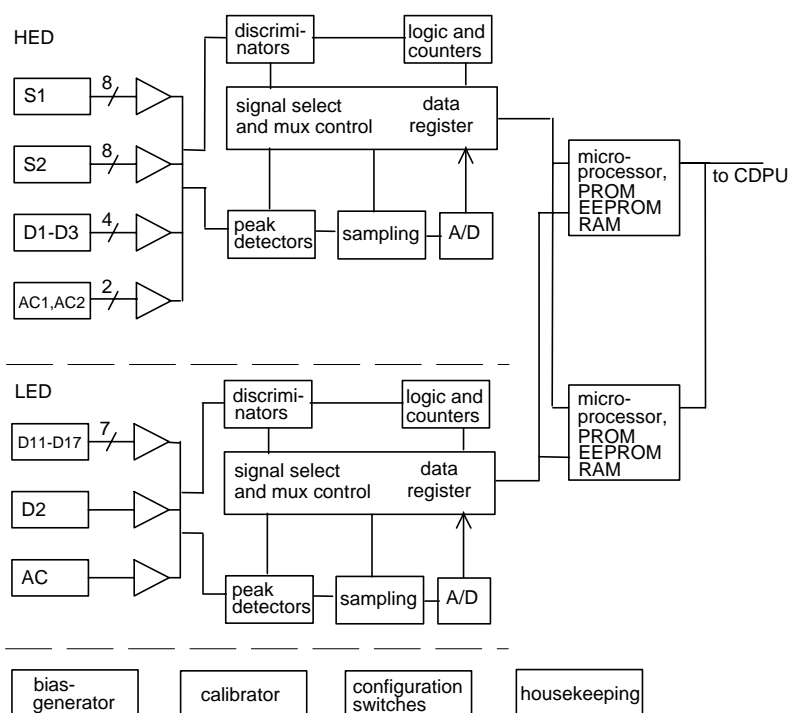 HED
discrimi-
nators
logic and
counters
S1
8
signal select
and mux control
data
register
S2
8
micro-
processor,
PROM
EEPROM
RAM
to CDPU
D1-D3
4
peak
detectors
sampling
A/D
AC1,AC2
2
LED
discrimi-
nators
logic and
counters
micro-
processor,
PROM
EEPROM
RAM
D11-D17
7
signal select
and mux control
data
register
D2
AC
peak
detectors
sampling
A/D
bias-
generator
calibrator
configuration
switches
housekeeping